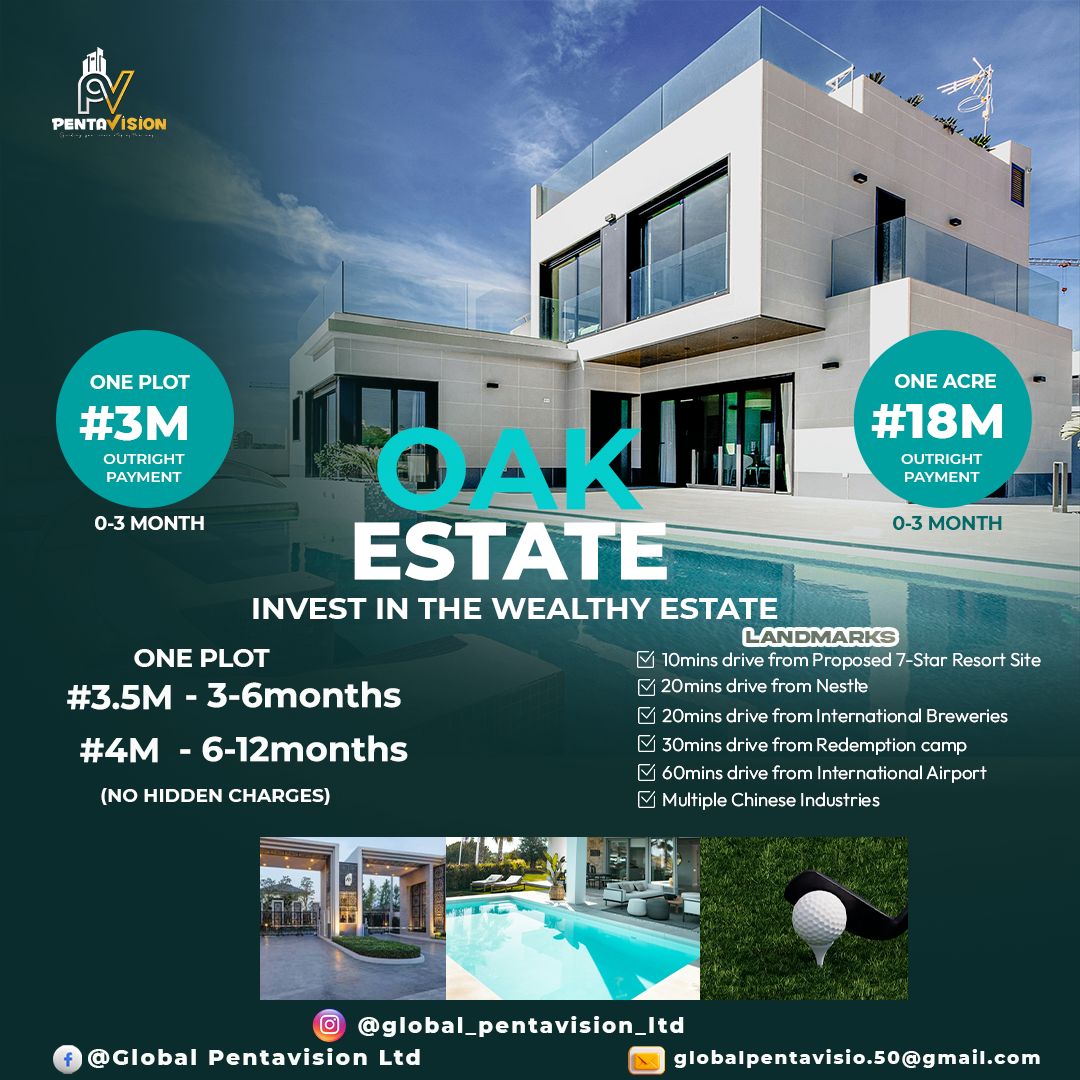 PV
PENTAVISION
ONE PLOT
#3M
OUTRIGHT
PAYMENT
0-3 MONTH
ONE ACRE
#18M
OUTRIGHT
PAYMENT
0-3 MONTH
OAK
ESTATE
INVEST IN THE WEALTHY ESTATE
ONE PLOT
#3.5M - 3-6months
#4M - 6-12months
(NO HIDDEN CHARGES)
LANDMARKS
10mins drive from Proposed 7-Star Resort Site
20mins drive from Nestle
20mins drive from International Breweries
30mins drive from Redemption camp
60mins drive from International Airport
Multiple Chinese Industries
@global_pentavision_ltd
@Global Pentavision Ltd
globalpentavisio.50@gmail.com